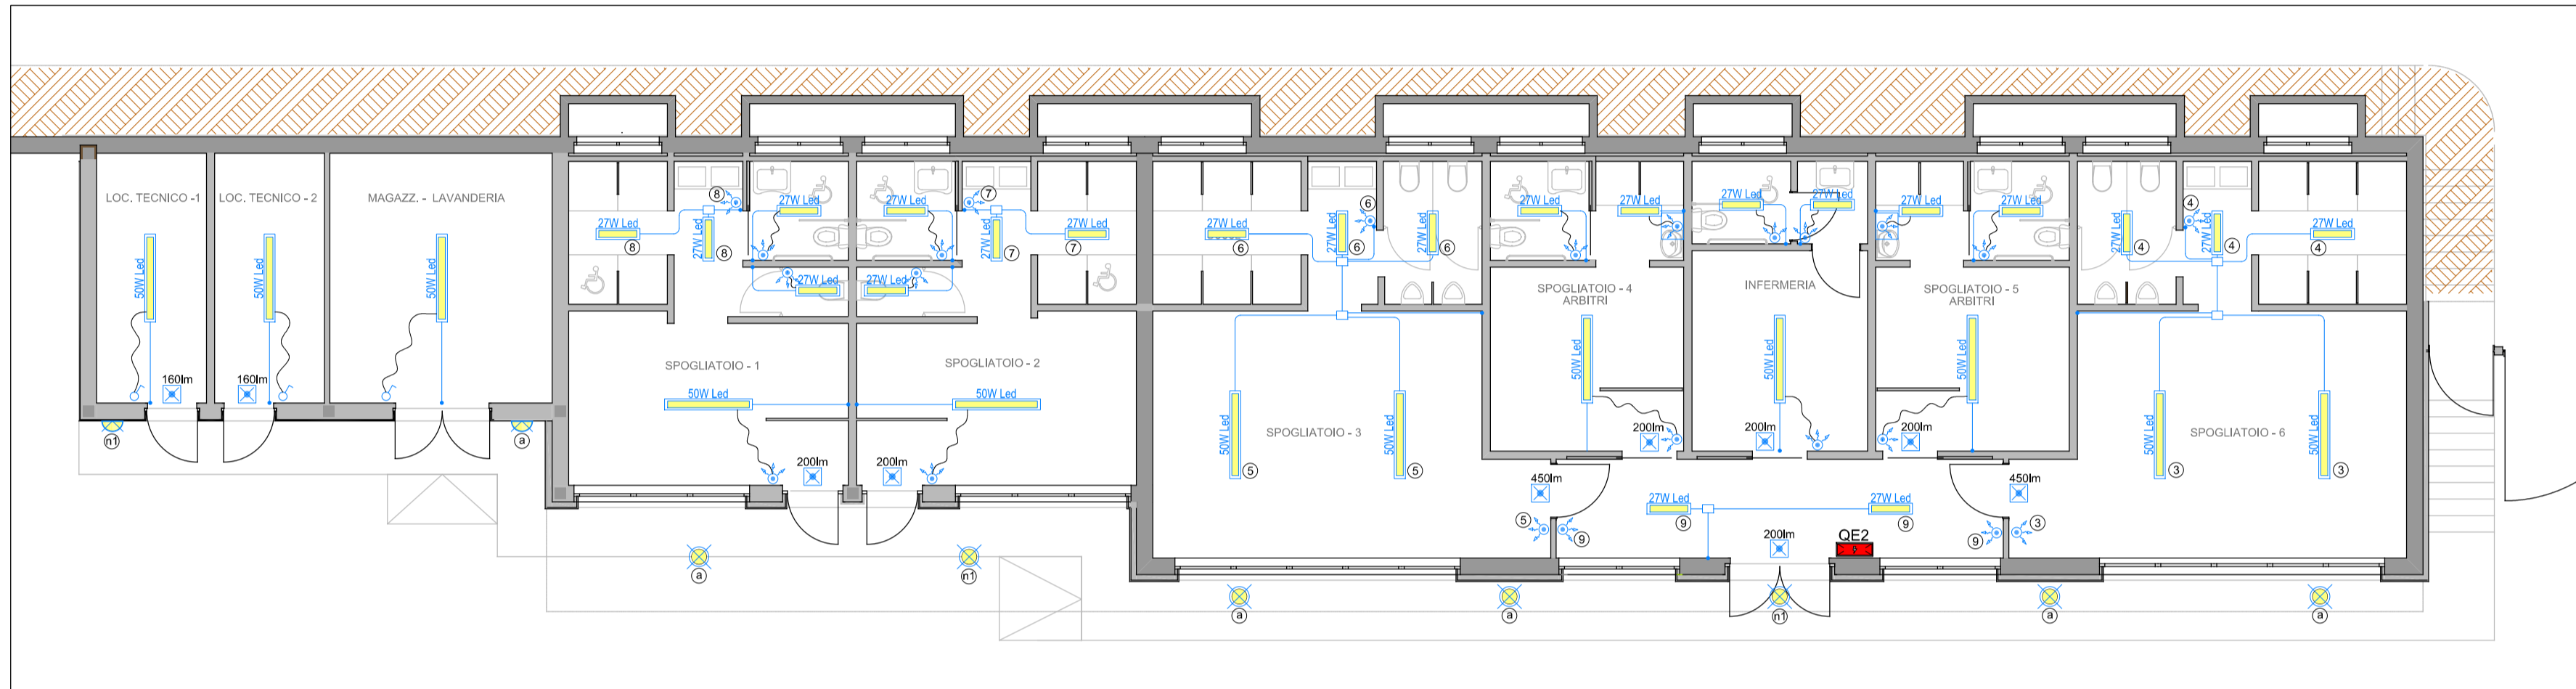 LOC. TECNICO -1
50W Led
160lm
n1
LOC. TECNICO - 2
50W Led
160lm
MAGAZZ. - LAVANDERIA
50W Led
a
27W Led
8
27W Led
8
8
27W Led
27W Led
SPOGLIATOIO - 1
50W Led
200lm
a
27W Led
27W Led
7
27W Led
7
27W Led
7
SPOGLIATOIO - 2
50W Led
200lm
n1
27W Led
6
27W Led
6
6
27W Led
6
SPOGLIATOIO - 3
50W Led
5
50W Led
5
450lm
5
a
a
27W Led
27W Led
SPOGLIATOIO - 4
ARBITRI
50W Led
200lm
27W Led
27W Led
INFERMERIA
50W Led
200lm
27W Led
27W Led
SPOGLIATOIO - 5
ARBITRI
50W Led
200lm
9
27W Led
9
27W Led
9
9
200lm
QE2
n1
27W Led
4
4
27W Led
4
27W Led
4
SPOGLIATOIO - 6
50W Led
3
50W Led
3
450lm
3
a
a